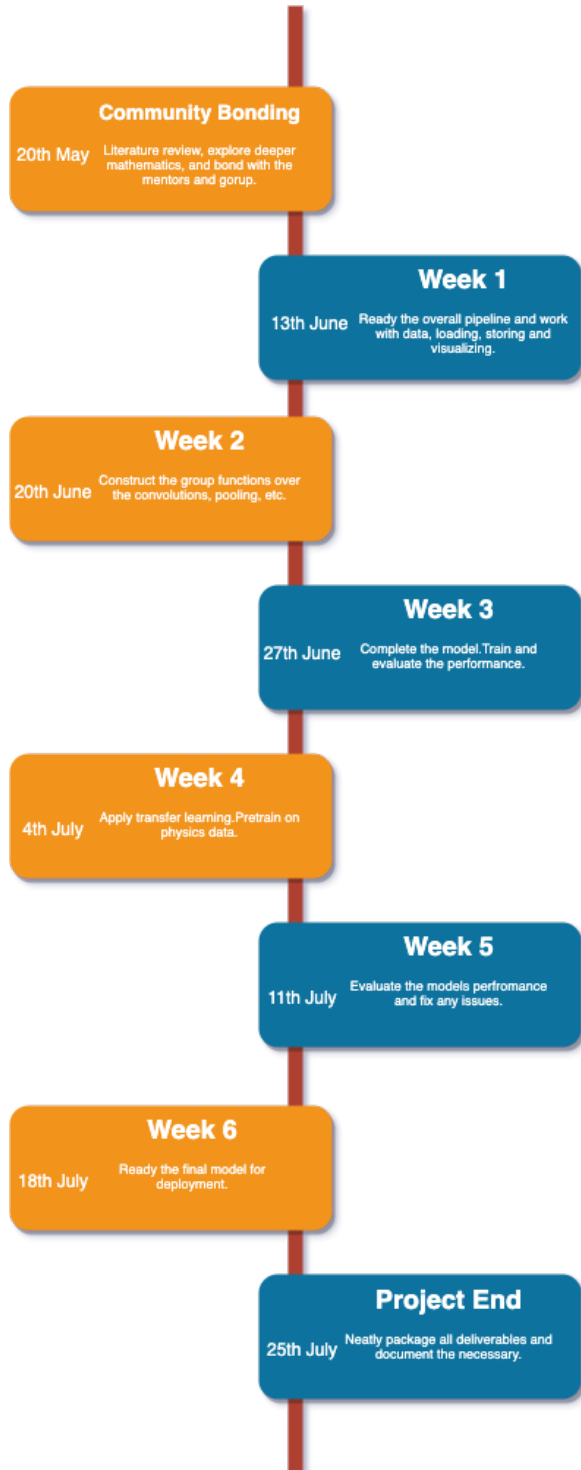 Community Bonding
20th May
Literature review, explore deeper
mathematics, and bond with the
mentors and gorup.
Week 1
13th June
Ready the overall pipeline and work
with data, loading, storing and
visualizing.
Week 2
20th June
Construct the group functions over
the convolutions, pooling, etc.
Week 3
27th June
Complete the model.Train and
evaluate the performance.
Week 4
4th July
Apply transfer learning.Pretrain on
physics data.
Week 5
11th July
Evaluate the models perfromance
and fix any issues.
Week 6
18th July
Ready the final model for
deployment.
Project End
25th July
Neatly package all deliverables and
document the necessary.